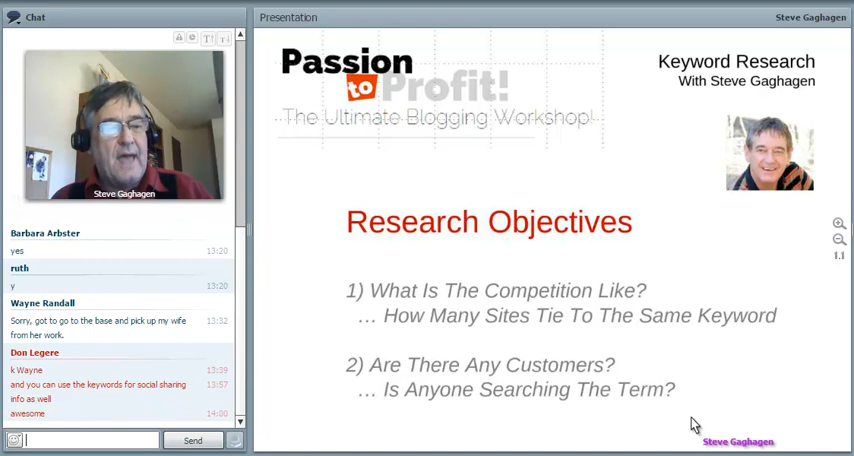 Chat
Steve Gaghagen
Barbara Arbster
yes 13:20
ruth
y 13:20
Wayne Randall
Sorry, got to go to the base and pick up my wife 13:32
from her work.
Don Legere
k Wayne 13:39
and you can use the keywords for social sharing 13:57
info as well
awesome 14:00
Send
Presentation
Steve Gaghagen
Passion
to Profit!
The Ultimate Blogging Workshop!
Keyword Research
With Steve Gaghagen
Research Objectives
1) What Is The Competition Like?
... How Many Sites Tie To The Same Keyword
2) Are There Any Customers?
... Is Anyone Searching The Term?
1.1
Steve Gaghagen